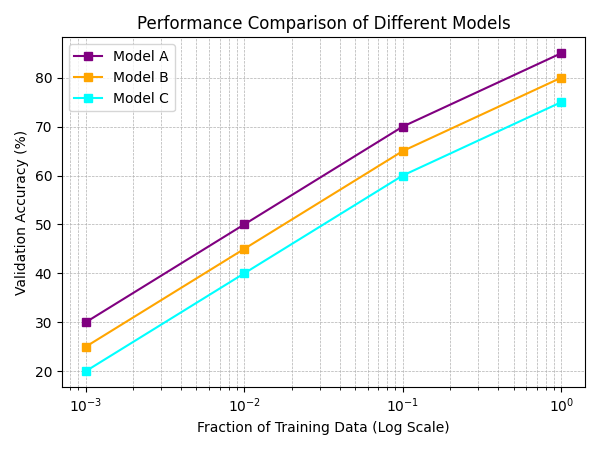 Performance Comparison of Different Models
Model A
Model B
Model C
Validation Accuracy (%)
80
70
60
50
40
30
20
10⁻³ 10⁻² 10⁻¹ 10⁰
Fraction of Training Data (Log Scale)